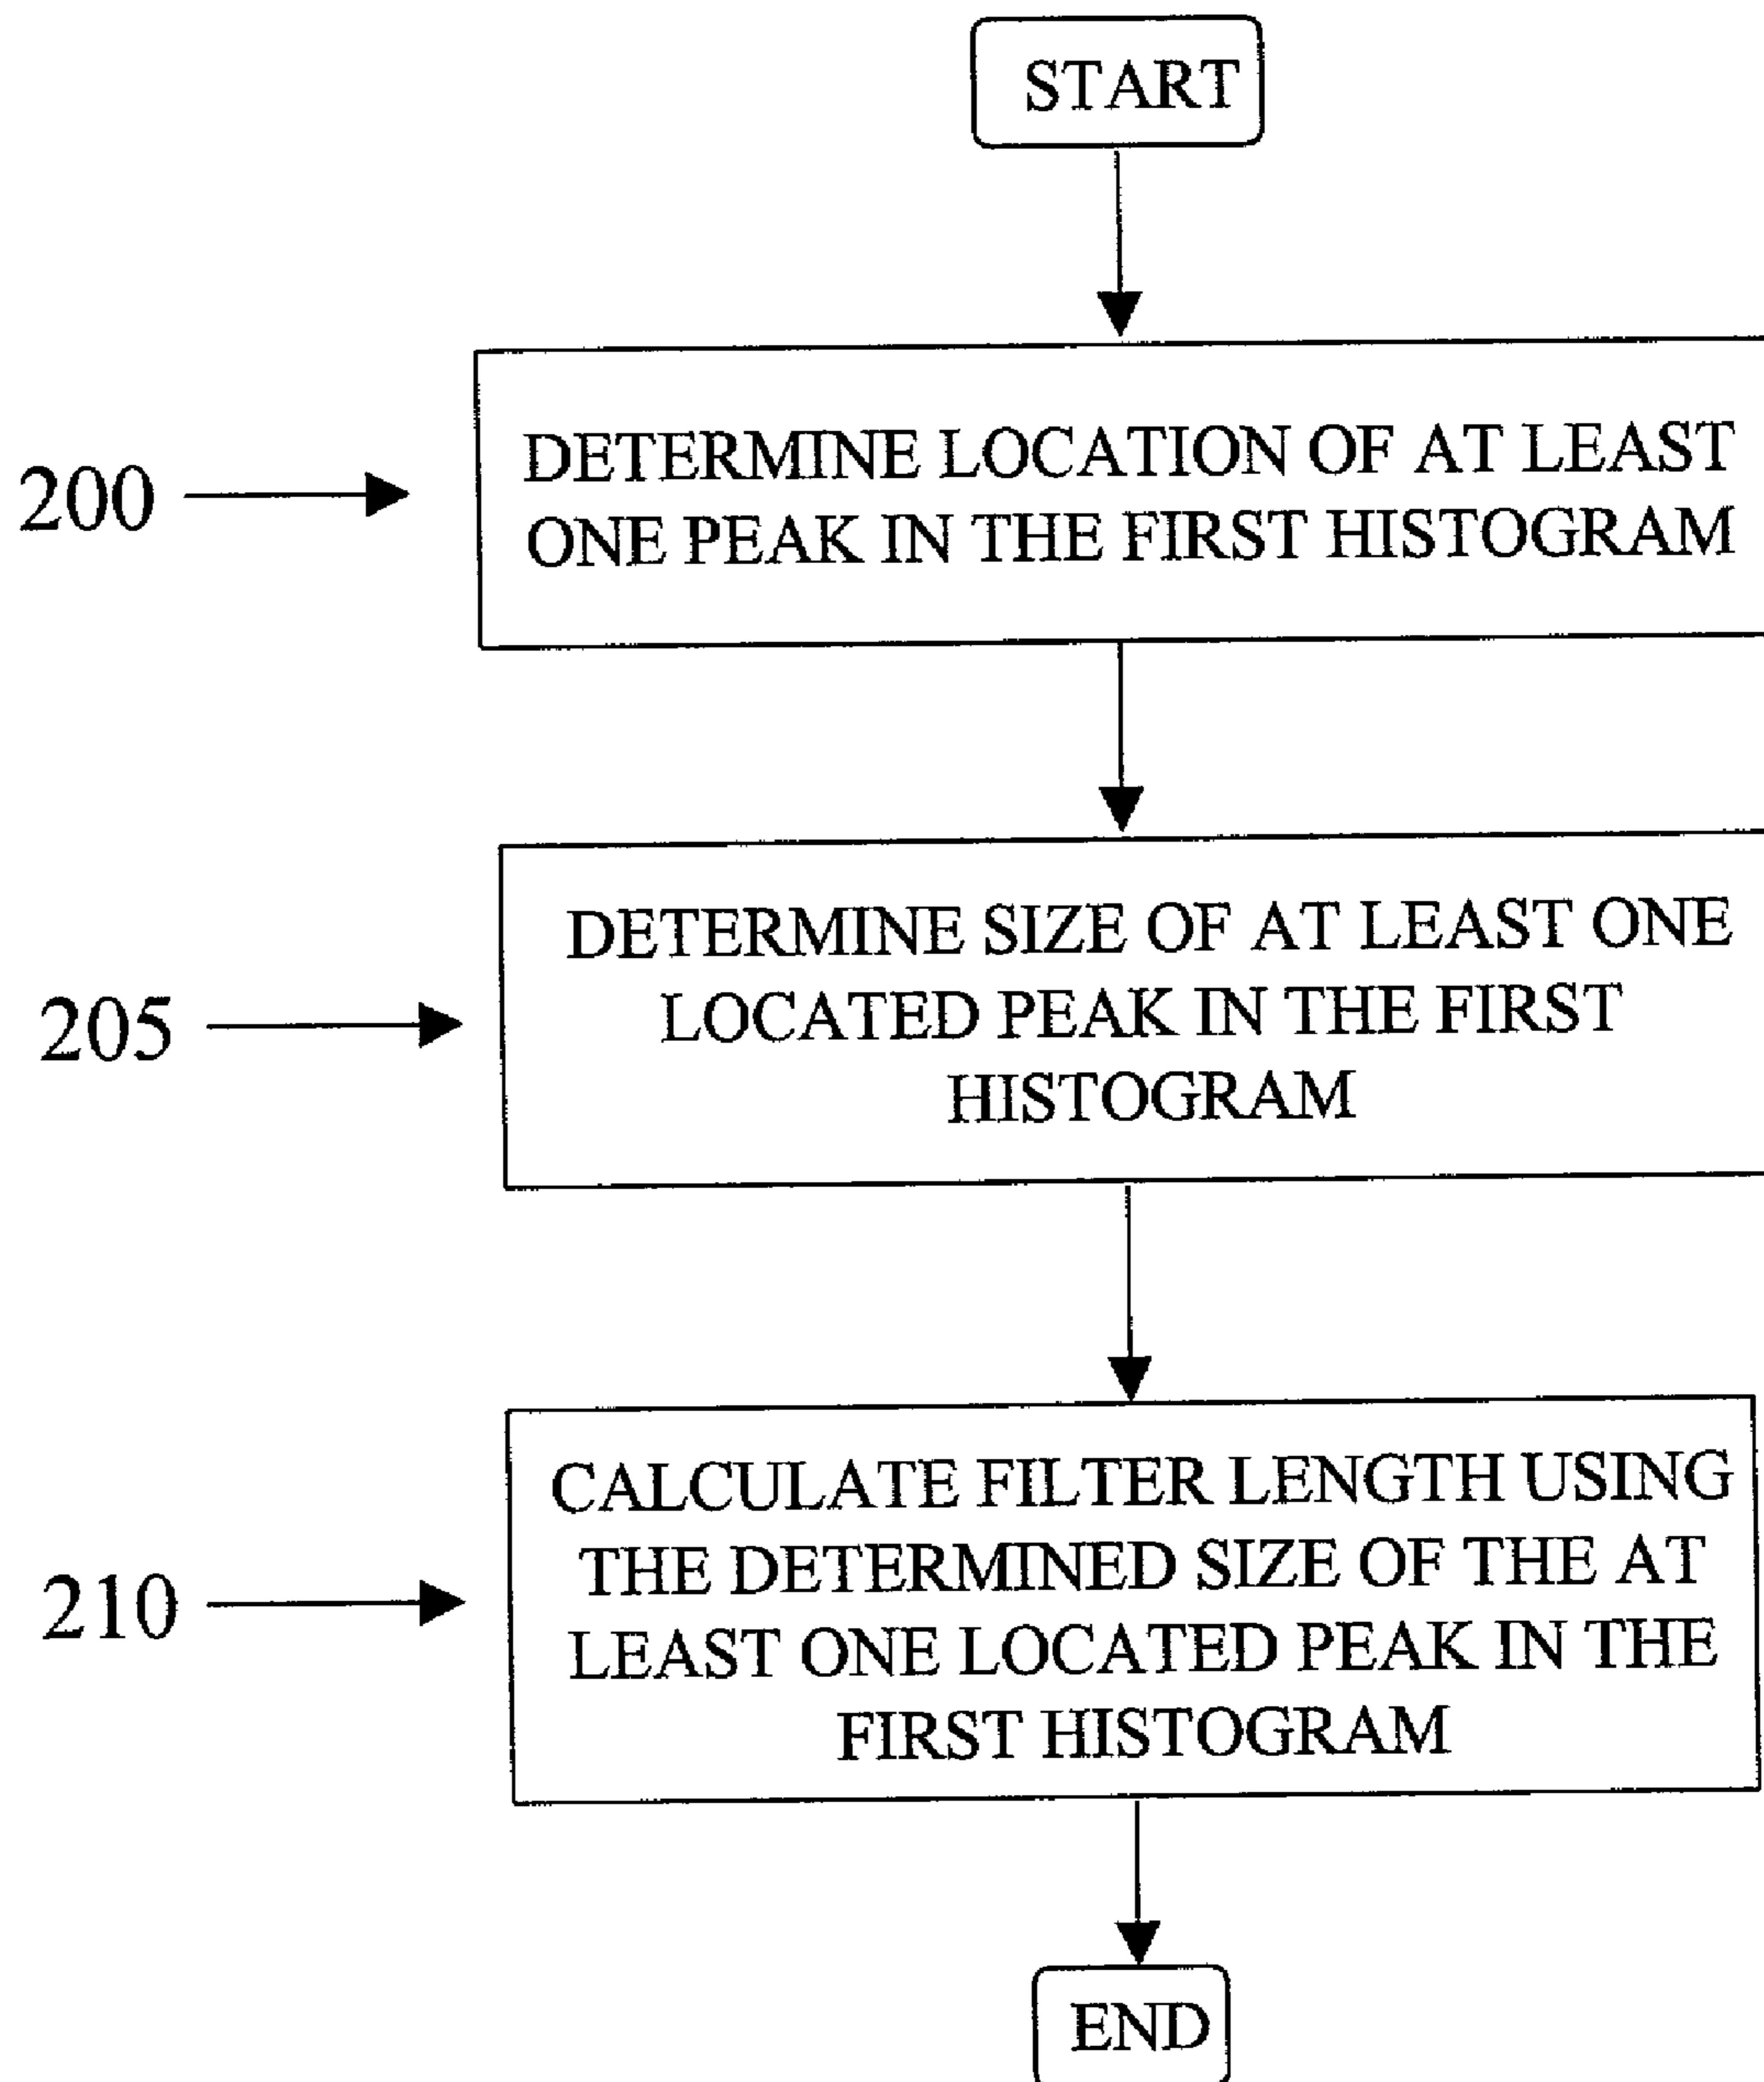 START
200
DETERMINE LOCATION OF AT LEAST
ONE PEAK IN THE FIRST HISTOGRAM
205
DETERMINE SIZE OF AT LEAST ONE
LOCATED PEAK IN THE FIRST
HISTOGRAM
210
CALCULATE FILTER LENGTH USING
THE DETERMINED SIZE OF THE AT
LEAST ONE LOCATED PEAK IN THE
FIRST HISTOGRAM
END